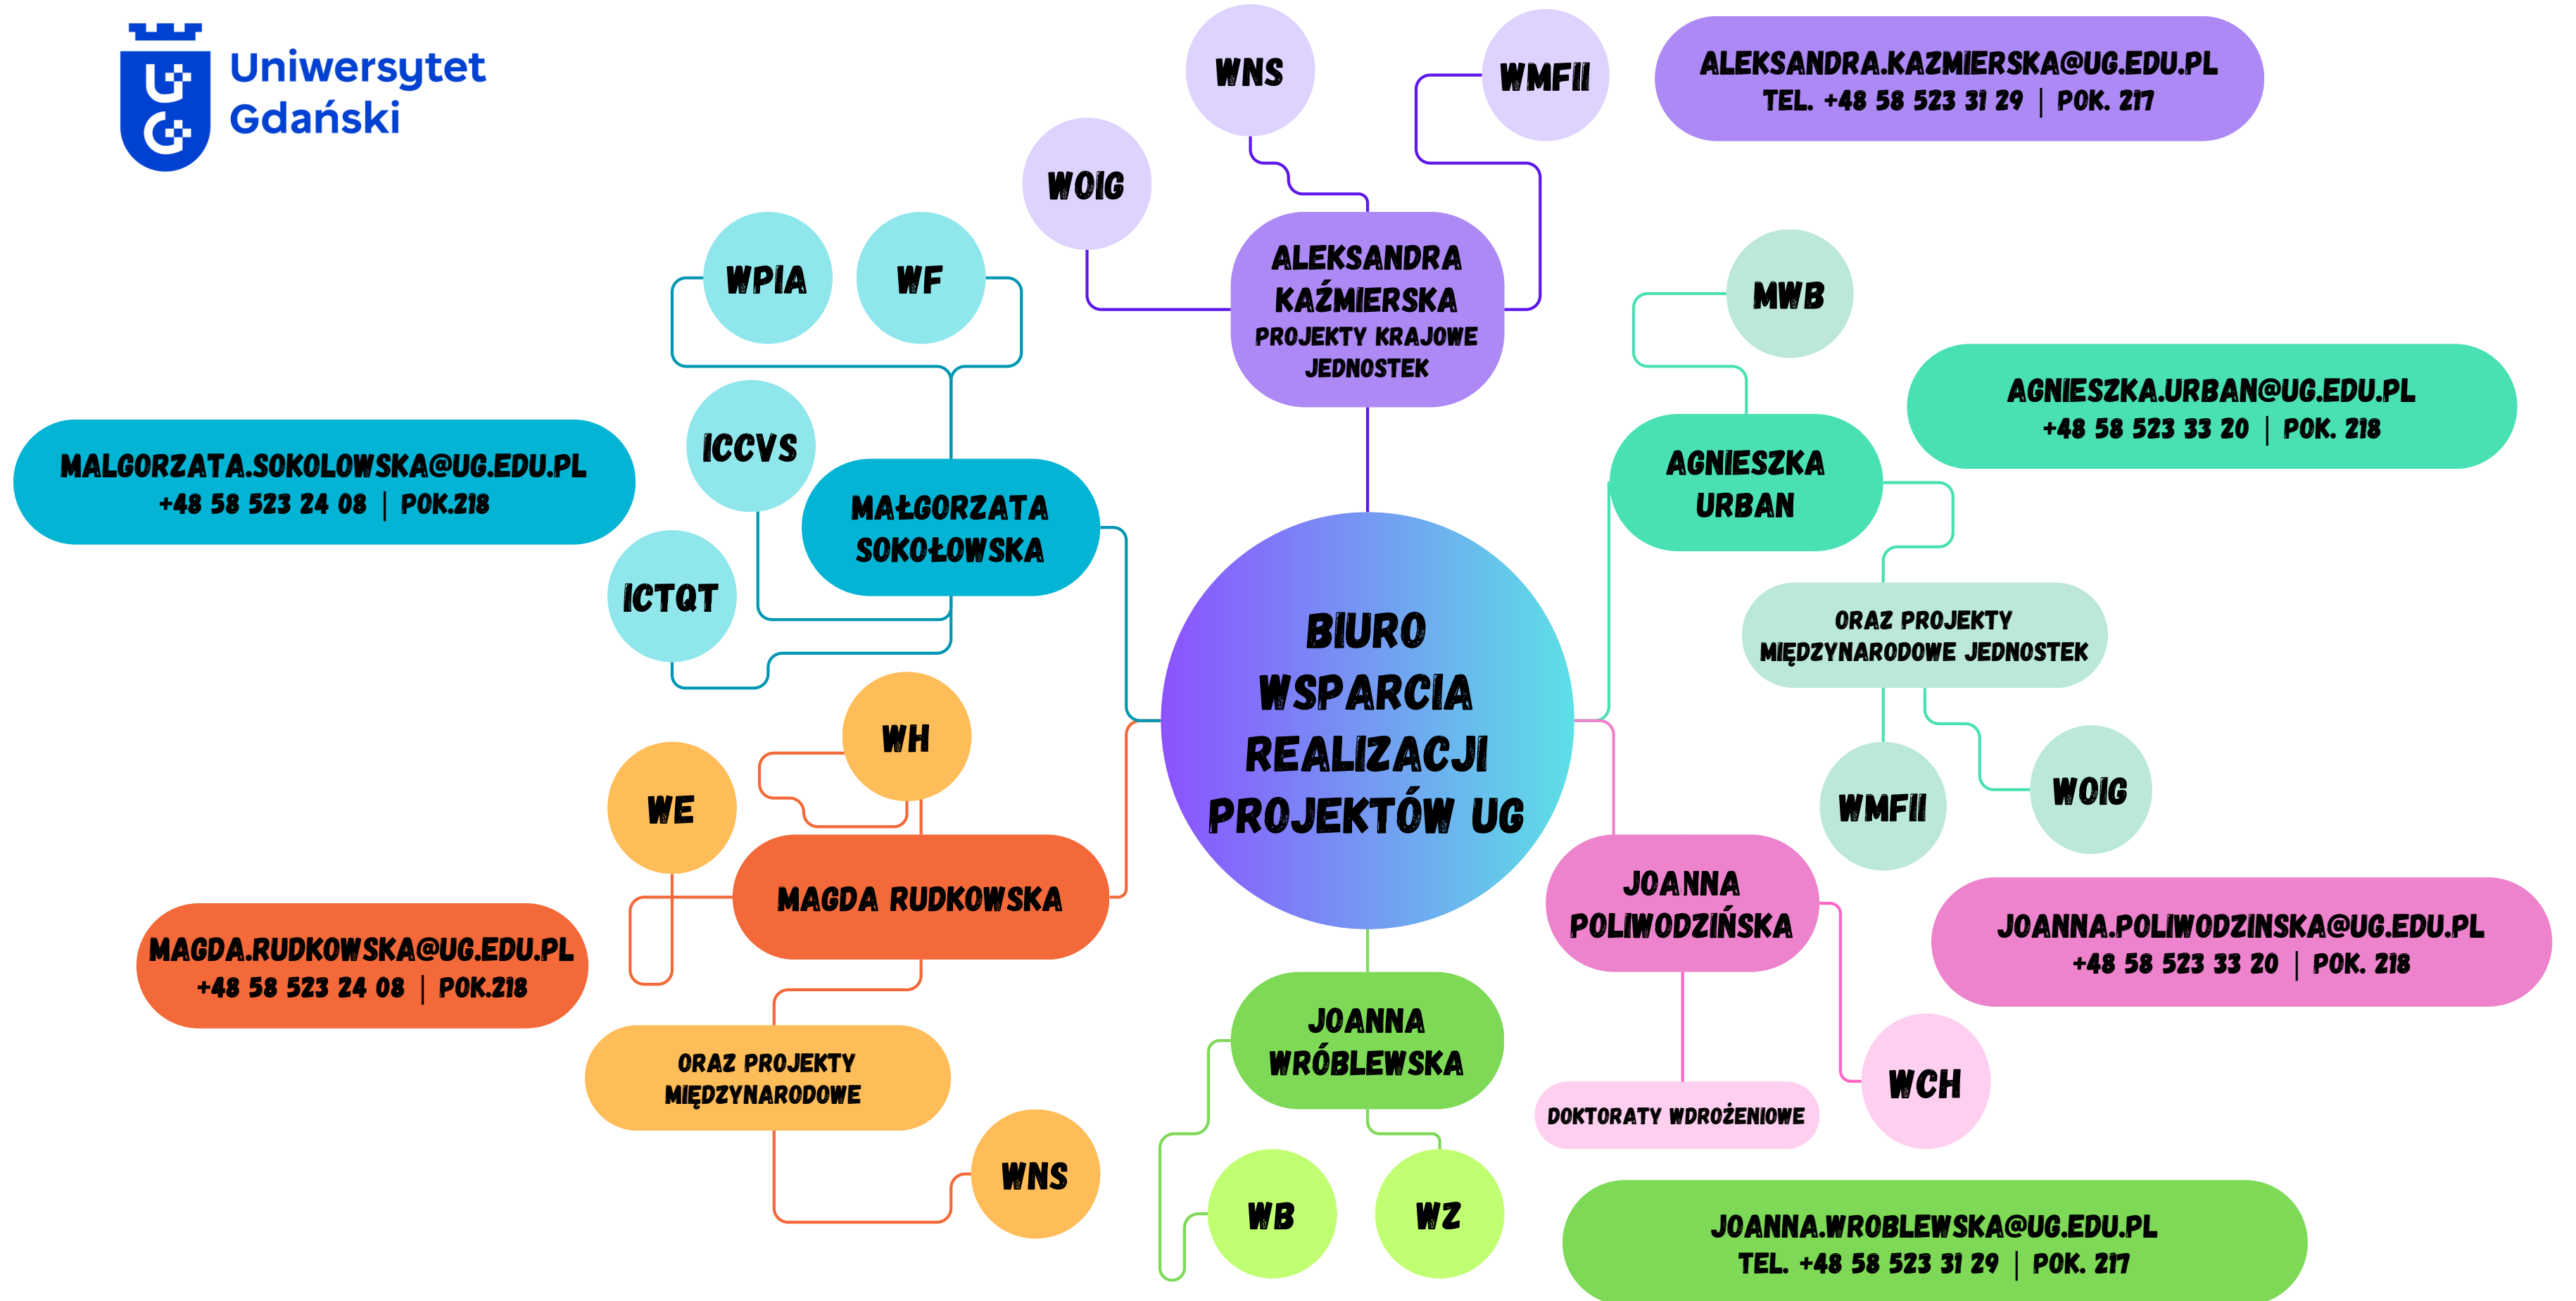 Uniwersytet
Gdański
WNS
WMFII
ALEKSANDRA.KAZMIERSKA@UG.EDU.PL
TEL. +48 58 523 31 29 | POK. 217
WOIG
WPIA
WF
ALEKSANDRA
KAŹMIERSKA
PROJEKTY KRAJOWE
JEDNOSTEK
MWB
AGNIESZKA.URBAN@UG.EDU.PL
+48 58 523 33 20 | POK. 218
ICCVS
MALGORZATA.SOKOLOWSKA@UG.EDU.PL
+48 58 523 24 08 | POK.218
MAŁGORZATA
SOKOŁOWSKA
AGNIESZKA
URBAN
ICTQT
ORAZ PROJEKTY
MIĘDZYNARODOWE JEDNOSTEK
BIURO
WSPARCIA
REALIZACJI
PROJEKTÓW UG
WH
WE
WMFII
WOIG
MAGDA RUDKOWSKA
JOANNA
POLIWODZIŃSKA
MAGDA.RUDKOWSKA@UG.EDU.PL
+48 58 523 24 08 | POK.218
JOANNA.POLIWODZINSKA@UG.EDU.PL
+48 58 523 33 20 | POK. 218
ORAZ PROJEKTY
MIĘDZYNARODOWE
JOANNA
WRÓBLEWSKA
WCH
DOKTORATY WDROŻENIOWE
WNS
WB
WZ
JOANNA.WROBLEWSKA@UG.EDU.PL
TEL. +48 58 523 31 29 | POK. 217